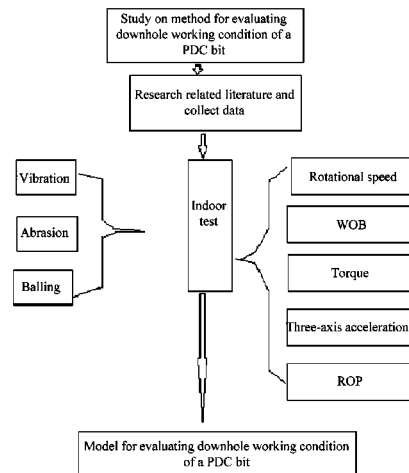 Study on method for evaluating
downhole working condition of a
PDC bit
Research related literature and
collect data
Vibration
Abrasion
Balling
Indoor
test
Rotational speed
WOB
Torque
Three-axis acceleration
ROP
Model for evaluating downhole working condition
of a PDC bit